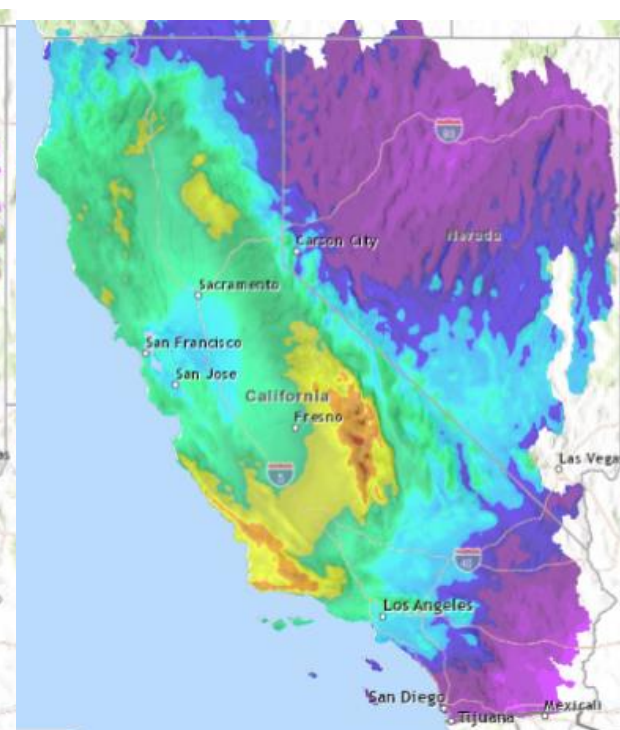 80
Nevada
Carson City
Sacramento
San Francisco
San Jose
California
Fresno
5
as
Las Vega
40
Los Angeles
San Diego
Tijuana
Mexicali